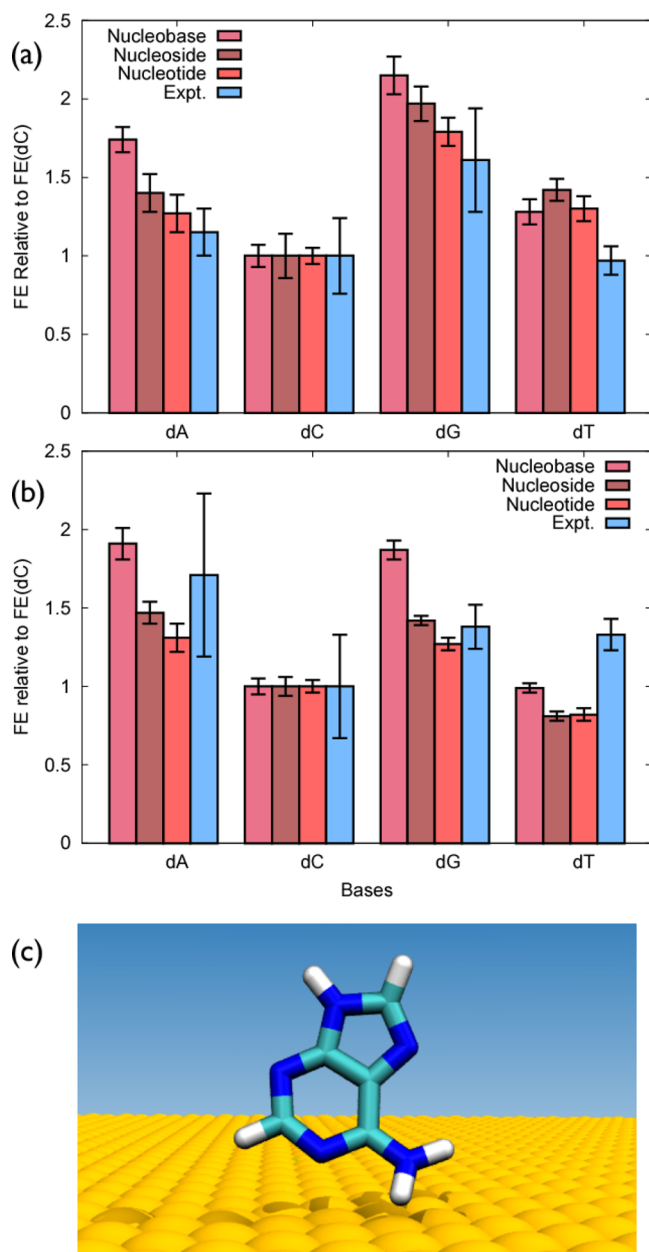 (a)
Nucleobase
Nucleoside
Nucleotide
Expt.
FE Relative to FE(dC)
2.5
2
1.5
1
0.5
0
dA dC dG dT
(b)
Nucleobase
Nucleoside
Nucleotide
Expt.
FE relative to FE(dC)
2.5
2
1.5
1
0.5
0
dA dC dG dT
Bases
(c)